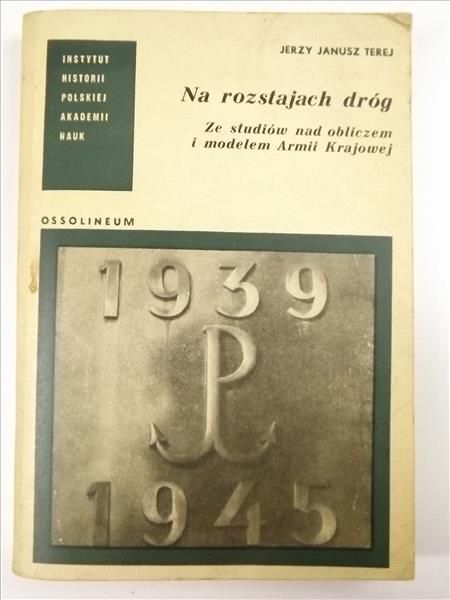 INSTYTUT
HISTORII
POLSKIEJ
AKADEMII
NAUK
JERZY JANUSZ TEREJ
Na rozstajach dróg
Ze studiów nad obliczem
i modelem Armii Krajowej
OSSOLINEUM
1939
P
1945